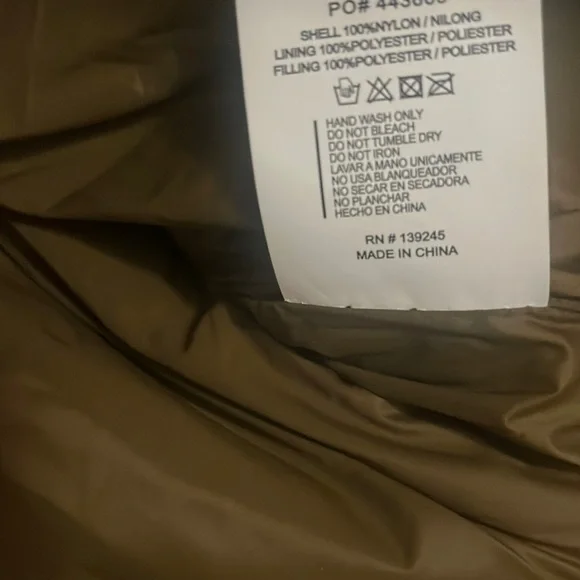 PO#
SHELL 100%NYLON / NILONG
LINING 100%POLYESTER / POLIESTER
FILLING 100%POLYESTER / POLIESTER
HAND WASH ONLY
DO NOT BLEACH
DO NOT TUMBLE DRY
DO NOT IRON
LAVAR A MANO UNICAMENTE
NO USA BLANQUEADOR
NO SECAR EN SECADORA
NO PLANCHAR
HECHO EN CHINA
RN # 139245
MADE IN CHINA